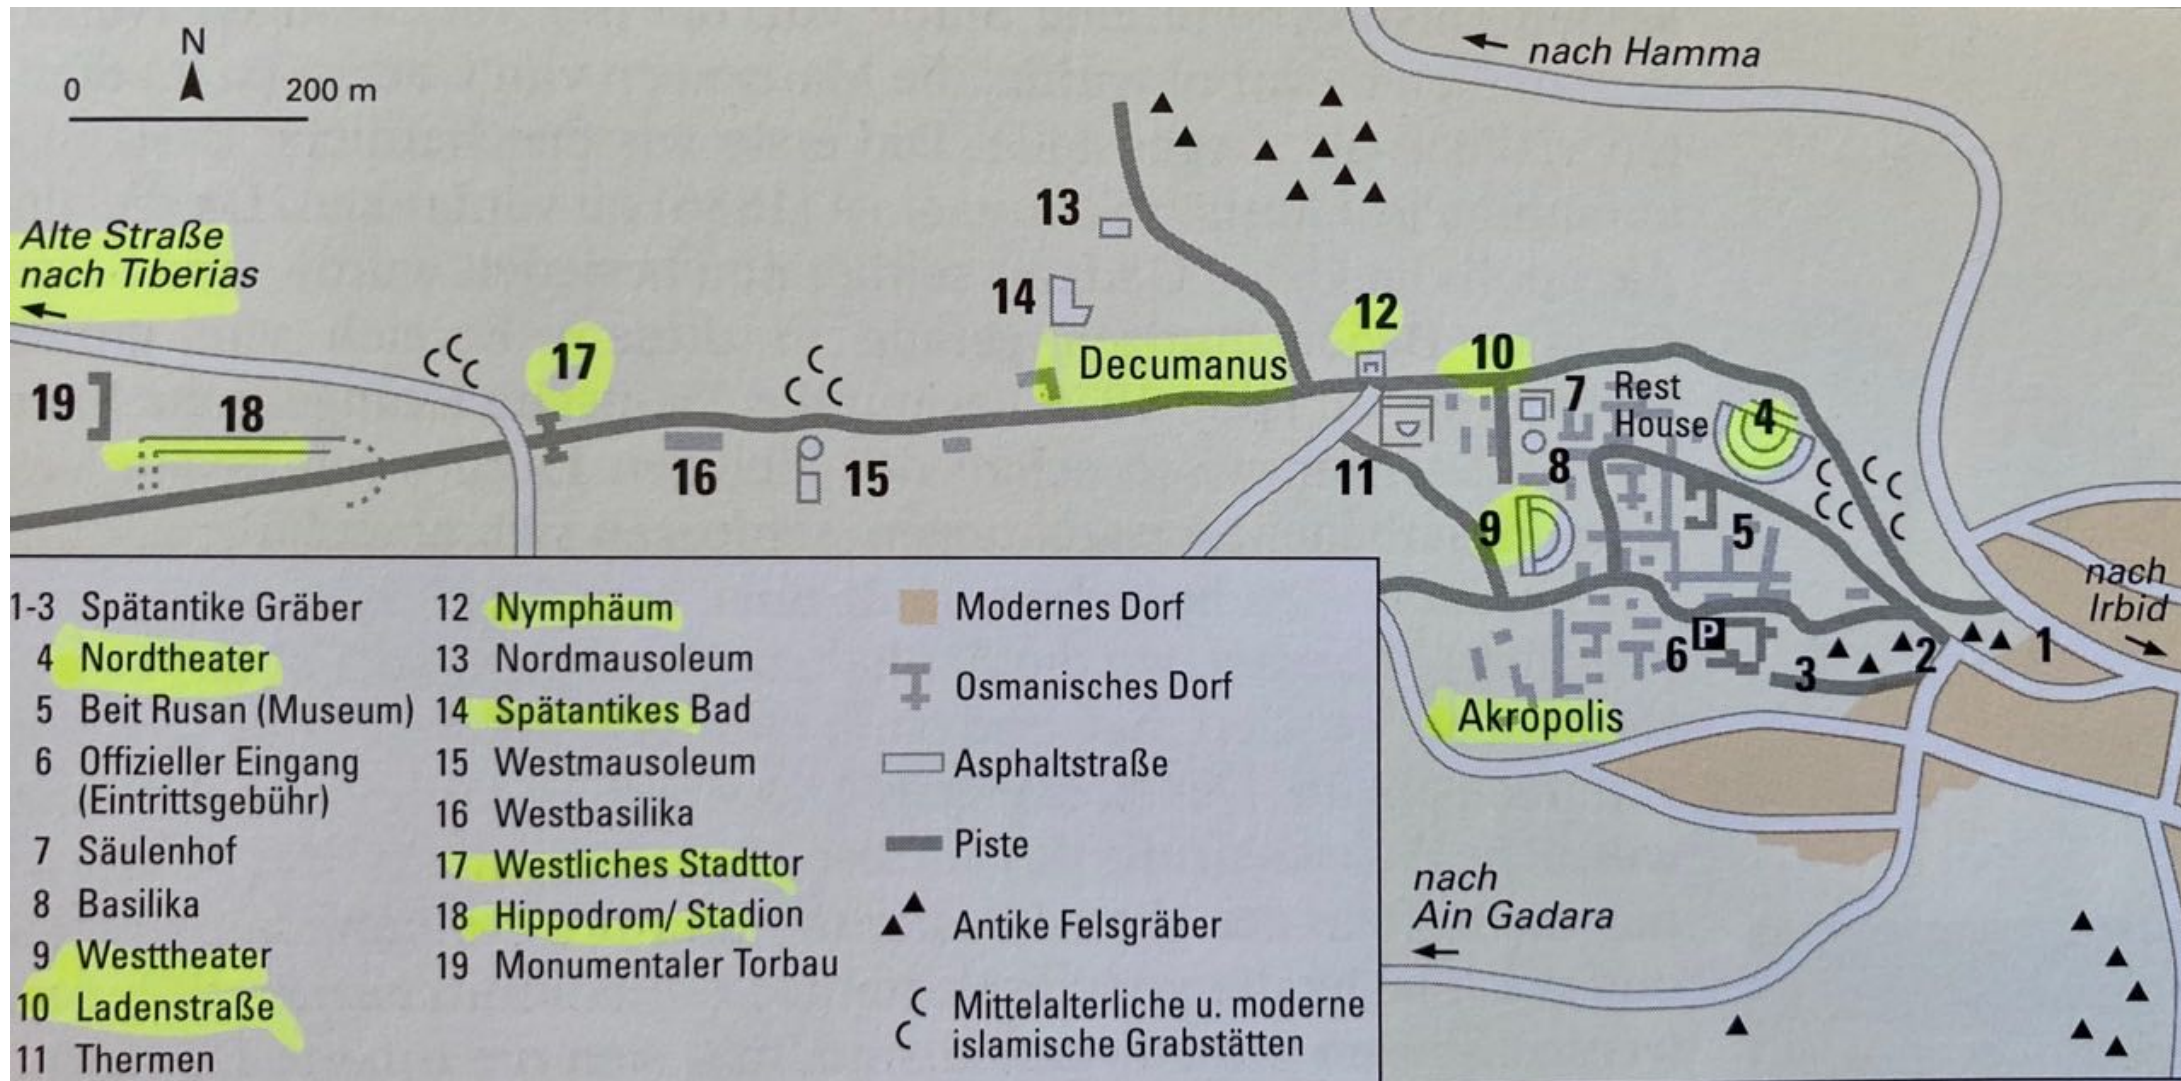 N
0 200 m
nach Hamma
Alte Straße
nach Tiberias
13
14
12
Decumanus
10
17
19
18
7
Rest
House
4
16
15
11
8
9
5
nach
Irbid
P
6
3
2
1
Akropolis
nach
Ain Gadara
1-3 Spätantike Gräber
4 Nordtheater
5 Beit Rusan (Museum)
6 Offizieller Eingang
(Eintrittsgebühr)
7 Säulenhof
8 Basilika
9 Westtheater
10 Ladenstraße
11 Thermen
12 Nymphäum
13 Nordmausoleum
14 Spätantikes Bad
15 Westmausoleum
16 Westbasilika
17 Westliches Stadttor
18 Hippodrom/ Stadion
19 Monumentaler Torbau
Modernes Dorf
Osmanisches Dorf
Asphaltstraße
Piste
Antike Felsgräber
Mittelalterliche u. moderne
islamische Grabstätten